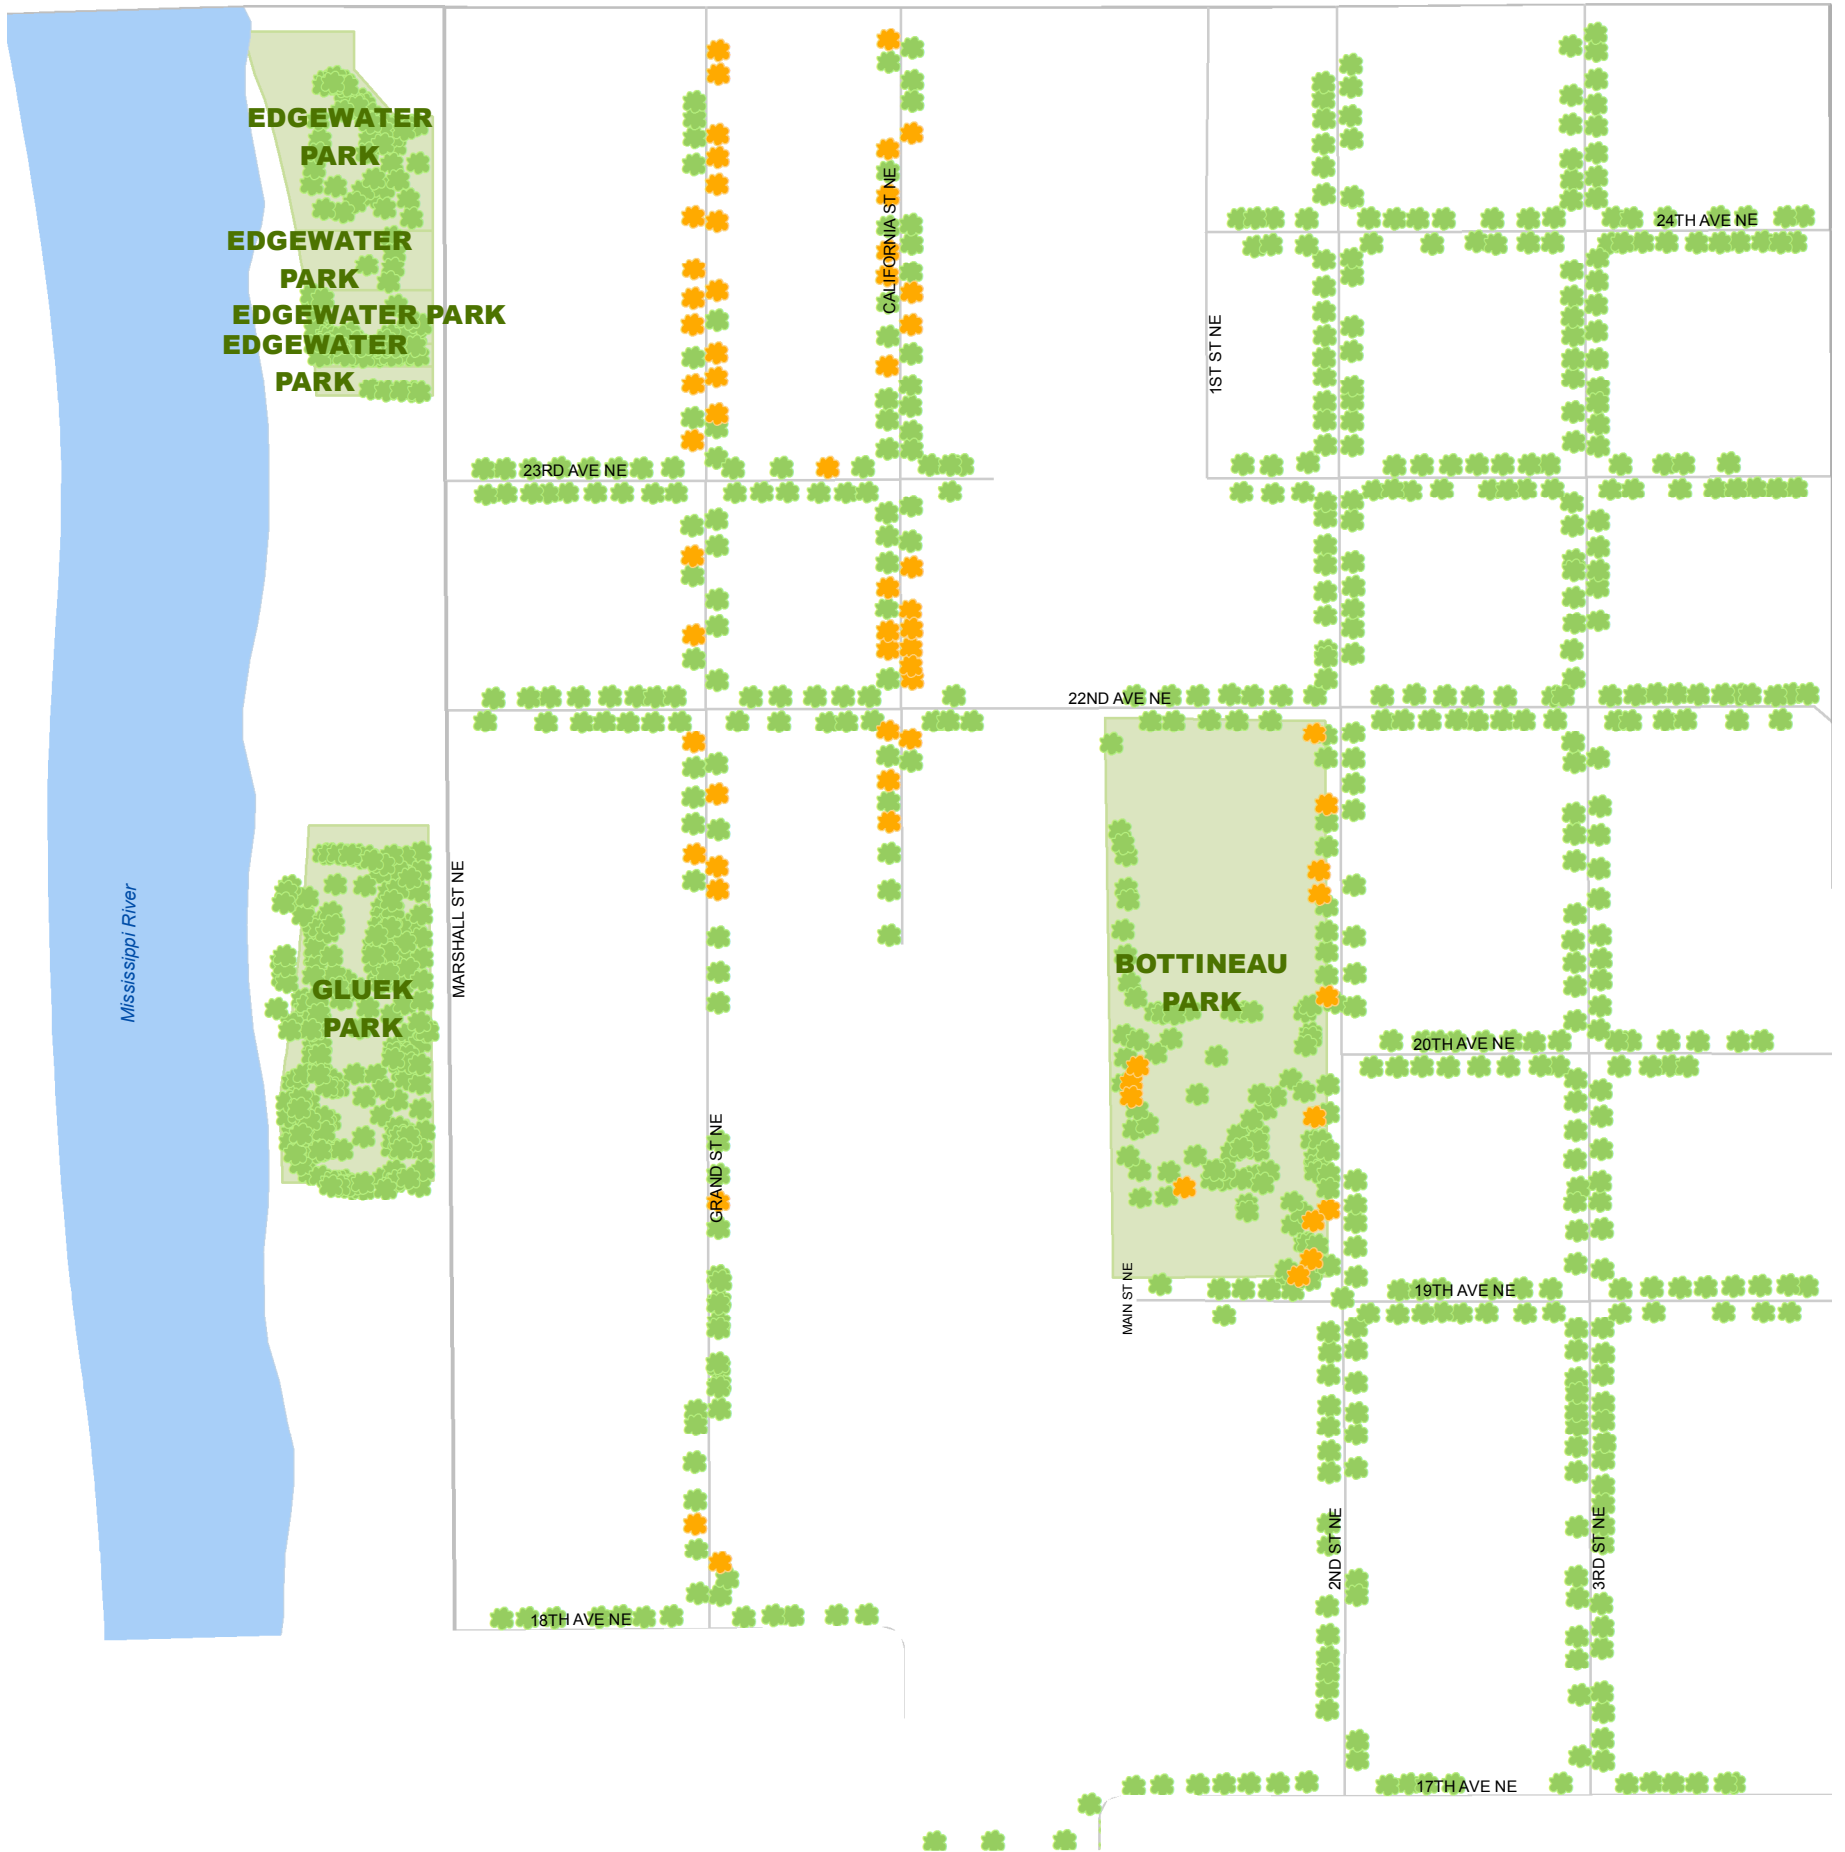 EDGEWATER
PARK
EDGEWATER
PARK
EDGEWATER PARK
EDGEWATER
PARK
CALIFORNIA ST NE
24TH AVE NE
1ST ST NE
23RD AVE NE
22ND AVE NE
Mississippi River
MARSHALL ST NE
GLUEK
PARK
BOTTINEAU
PARK
20TH AVE NE
GRAND ST NE
MAIN ST NE
19TH AVE NE
2ND ST NE
3RD ST NE
18TH AVE NE
17TH AVE NE